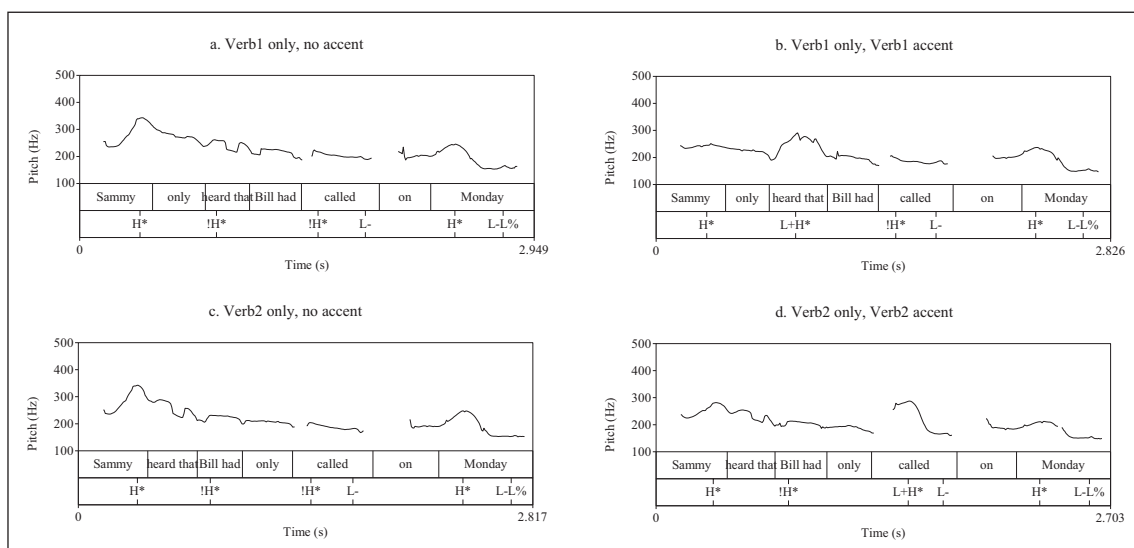 a. Verb1 only, no accent
500
400
300
200
100
Pitch (Hz)
Sammy only heard that Bill had called on Monday
H* !H* !H* L- H* L-L%
0 2.949
Time (s)
b. Verb1 only, Verb1 accent
500
400
300
200
100
Pitch (Hz)
Sammy only heard that Bill had called on Monday
H* L+H* !H* L- H* L-L%
0 2.826
Time (s)
c. Verb2 only, no accent
500
400
300
200
100
Pitch (Hz)
Sammy heard that Bill had only called on Monday
H* !H* !H* L- H* L-L%
0 2.817
Time (s)
d. Verb2 only, Verb2 accent
500
400
300
200
100
Pitch (Hz)
Sammy heard that Bill had only called on Monday
H* !H* L+H* L- H* L-L%
0 2.703
Time (s)